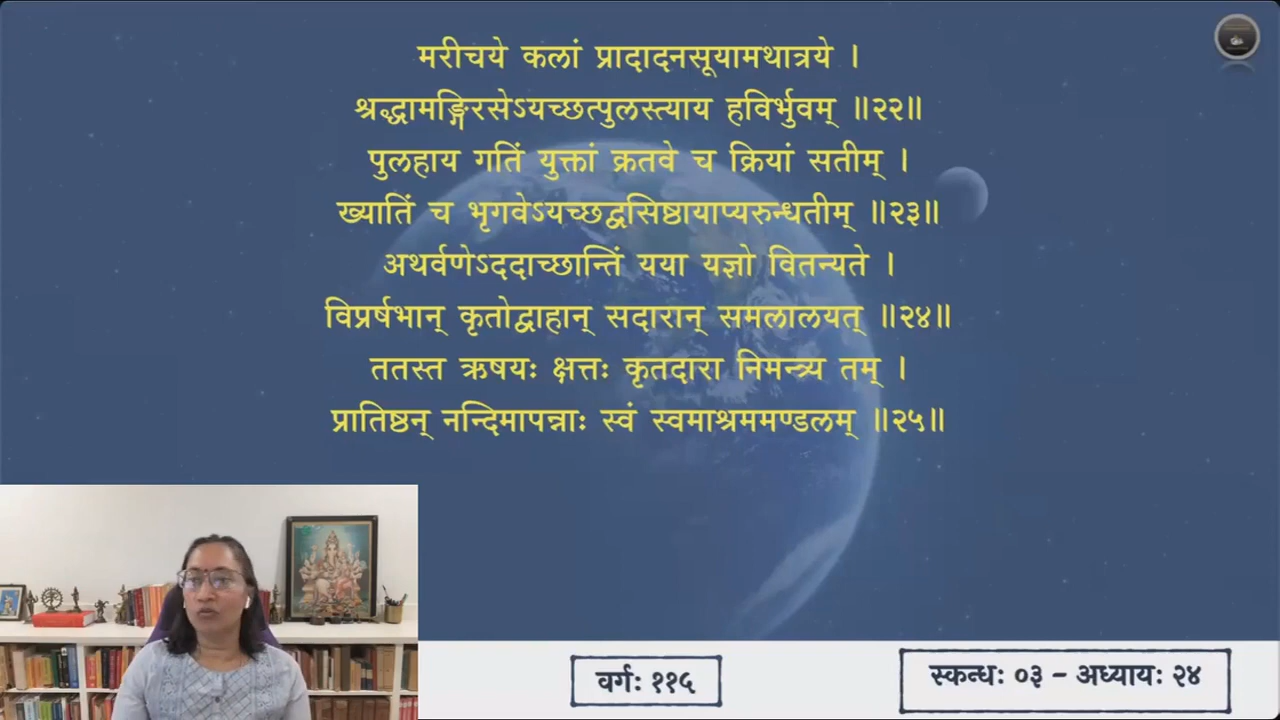 मरीचये कलां प्रादादनसूयामथात्रये ।
श्रद्धामङ्गिरसेऽयच्छत्पुलस्त्याय हविर्भुवम् ॥२२॥
पुलहाय गतिं युक्तां क्रतवे च क्रियां सतीम् ।
ख्यातिं च भृगवेऽयच्छद्वसिष्ठायाप्यरुन्धतीम् ॥२३॥
अथर्वणेऽददाच्छान्तिं यया यज्ञो वितन्यते ।
विप्रर्षभान् कृतोद्वाहान् सदारान् समलालयत् ॥२४॥
ततस्त ऋषयः क्षत्तः कृतदारा निमन्त्र्य तम् ।
प्रातिष्ठन् नन्दिमापन्नाः स्वं स्वमाश्रममण्डलम् ॥२५॥
वर्गः ११५
स्कन्धः ०३ - अध्यायः २४